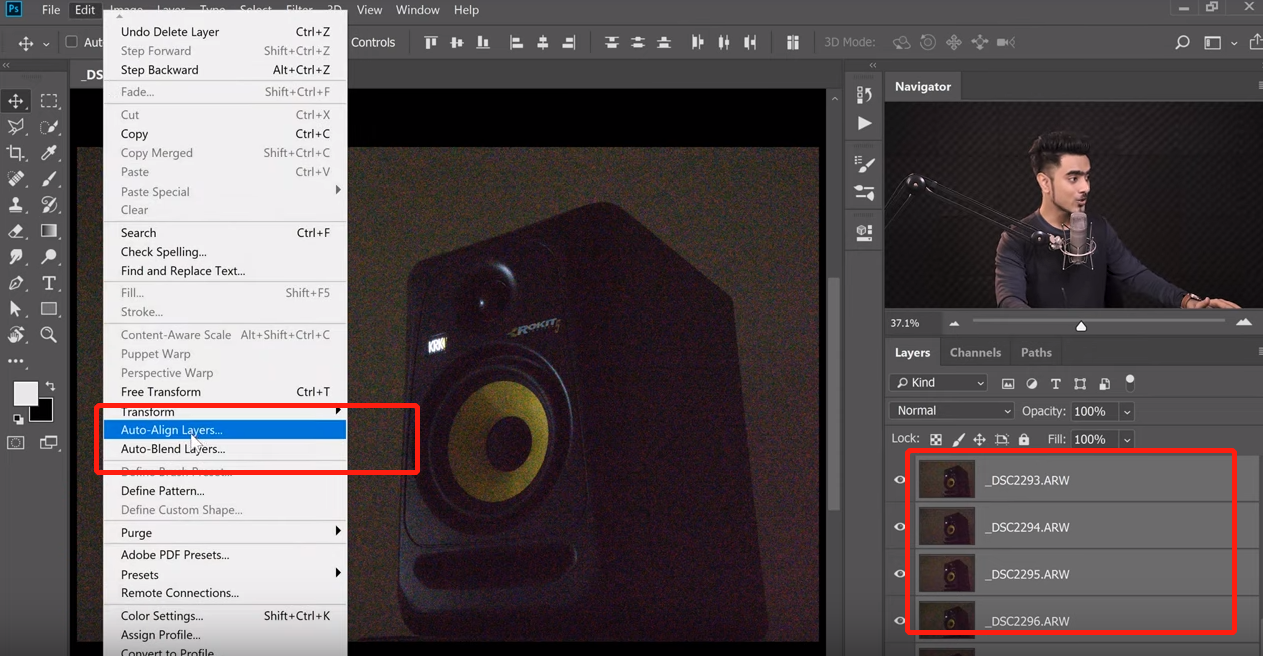 Ps File Edit Image Layer Type Select Filter 3D View Window Help
Auto
Controls
3D Mode:
_DS
Undo Delete Layer Ctrl+Z
Step Forward Shift+Ctrl+Z
Step Backward Alt+Ctrl+Z
Fade... Shift+Ctrl+F
Cut Ctrl+X
Copy Ctrl+C
Copy Merged Shift+Ctrl+C
Paste Ctrl+V
Paste Special
Clear
Search Ctrl+F
Check Spelling...
Find and Replace Text...
Fill... Shift+F5
Stroke...
Content-Aware Scale Alt+Shift+Ctrl+C
Puppet Warp
Perspective Warp
Free Transform Ctrl+T
Transform
Auto-Align Layers...
Auto-Blend Layers...
Define Brush Preset...
Define Pattern...
Define Custom Shape...
Purge
Adobe PDF Presets...
Presets
Remote Connections...
Color Settings... Shift+Ctrl+K
Assign Profile...
Convert to Profile
ROKIT
KRK
Navigator
37.1%
Layers Channels Paths
Kind
Normal Opacity: 100%
Lock: Fill: 100%
_DSC2293.ARW
_DSC2294.ARW
_DSC2295.ARW
_DSC2296.ARW